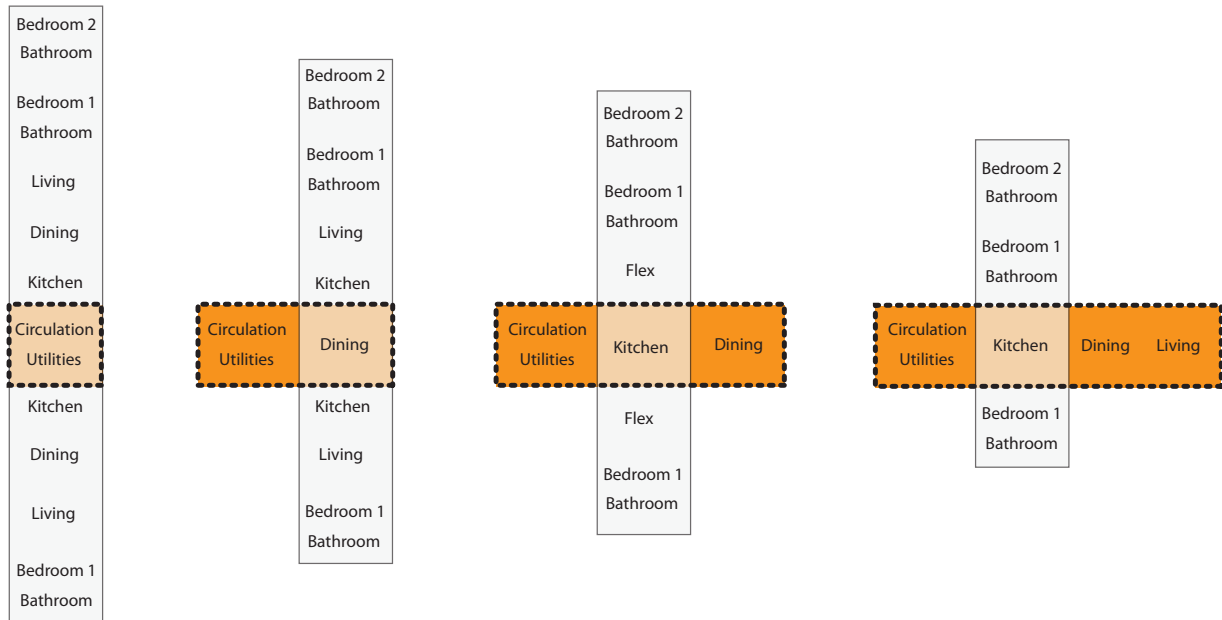 Bedroom 2
Bathroom
Bedroom 1
Bathroom
Living
Dining
Kitchen
Circulation
Utilities
Kitchen
Dining
Living
Bedroom 1
Bathroom
Bedroom 2
Bathroom
Bedroom 1
Bathroom
Living
Kitchen
Circulation
Utilities
Dining
Kitchen
Living
Bedroom 1
Bathroom
Bedroom 2
Bathroom
Bedroom 1
Bathroom
Flex
Circulation
Utilities
Kitchen
Dining
Flex
Bedroom 1
Bathroom
Bedroom 2
Bathroom
Bedroom 1
Bathroom
Circulation
Utilities
Kitchen
Dining
Living
Bedroom 1
Bathroom